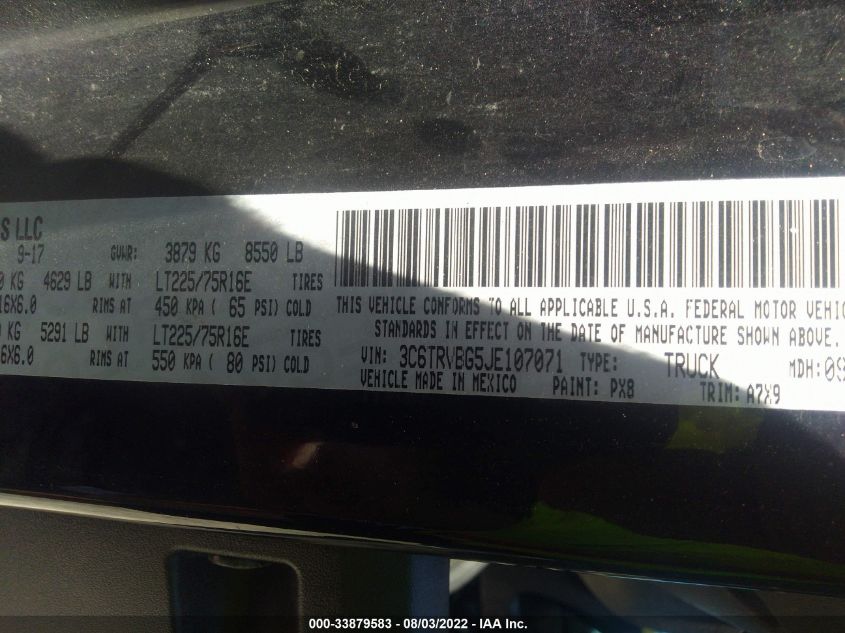 S LLC
9-17 GVWR: 3879 KG 8550 LB
KG 4629 LB WITH LT225/75R16E TIRES
16X6.0 RIMS AT 450 KPA ( 65 PSI) COLD
KG 5291 LB WITH LT225/75R16E TIRES
6X6.0 RIMS AT 550 KPA ( 80 PSI) COLD
THIS VEHICLE CONFORMS TO ALL APPLICABLE U.S.A. FEDERAL MOTOR VEHIC
STANDARDS IN EFFECT ON THE DATE OF MANUFACTURE SHOWN ABOVE.
VIN: 3C6TRVBG5JE107071 TYPE: TRUCK MDH:09
VEHICLE MADE IN MEXICO PAINT: PX8 TRIM: A7X9
000-33879583 - 08/03/2022 - IAA Inc.